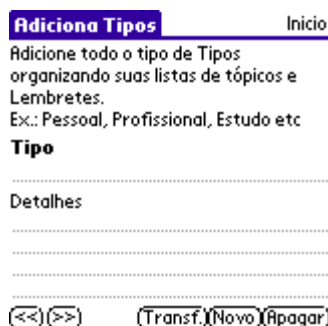 Adiciona Tipos Inicio
Adicione todo o tipo de Tipos
organizando suas listas de tópicos e
Lembretes.
Ex.: Pessoal, Profissional, Estudo etc
Tipo
Detalhes
<< >> Transf. Novo Apagar